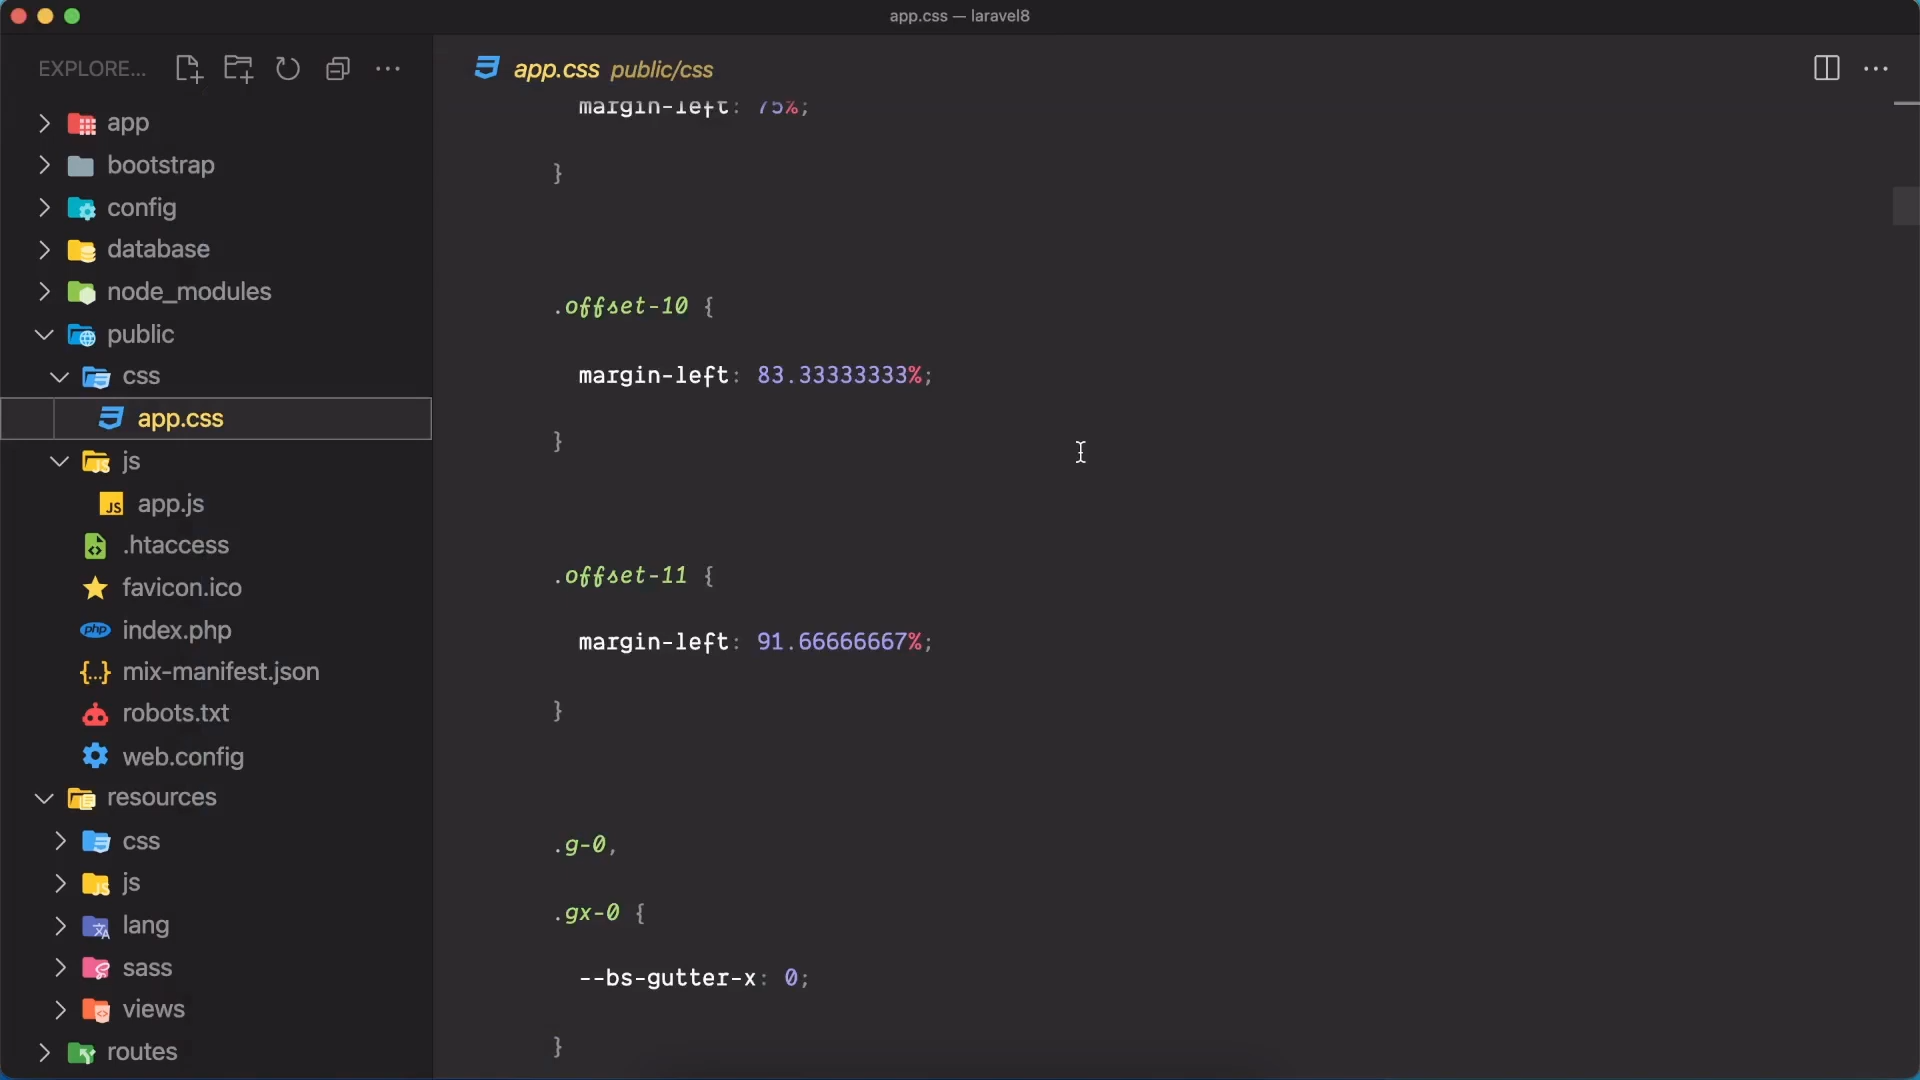 app.css — laravel8
EXPLORE...
app
bootstrap
config
database
node_modules
public
css
app.css
js
JS
app.js
.htaccess
favicon.ico
php
index.php
mix-manifest.json
robots.txt
web.config
resources
css
js
lang
sass
views
routes
app.css public/css
margin-left: 75%;
}
.offset-10 {
margin-left: 83.33333333%;
}
.offset-11 {
margin-left: 91.66666667%;
}
.g-0,
.gx-0 {
--bs-gutter-x: 0;
}